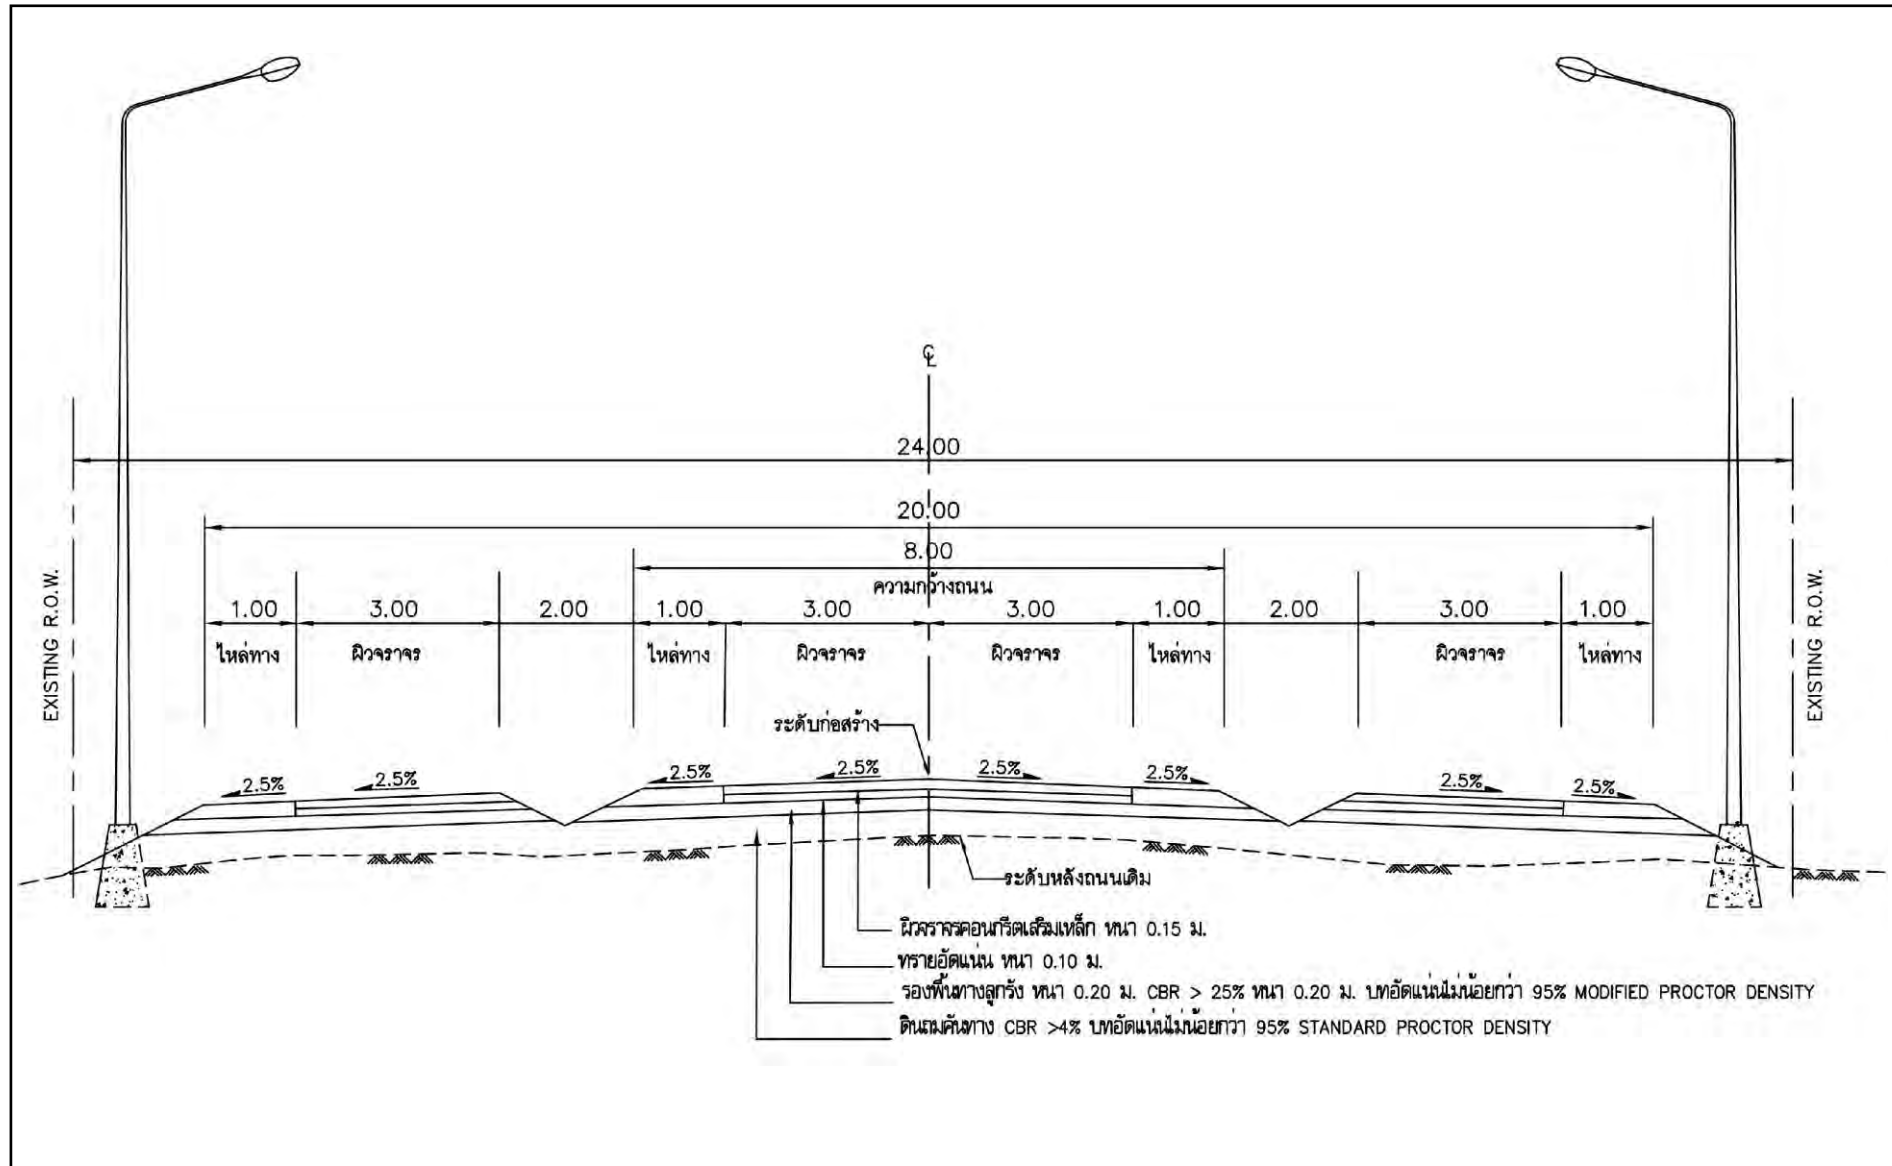 ℄
24.00
20.00
8.00
ความกว้างถนน
1.00 3.00 2.00 1.00 3.00 3.00 1.00 2.00 3.00 1.00
ไหล่ทาง ผิวจราจร ไหล่ทาง ผิวจราจร ผิวจราจร ไหล่ทาง ผิวจราจร ไหล่ทาง
EXISTING R.O.W.
EXISTING R.O.W.
ระดับก่อสร้าง
2.5% 2.5% 2.5% 2.5% 2.5% 2.5% 2.5% 2.5%
ระดับหลังถนนเดิม
ผิวจราจรคอนกรีตเสริมเหล็ก หนา 0.15 ม.
ทรายอัดแน่น หนา 0.10 ม.
รองพื้นทางลูกรัง หนา 0.20 ม. CBR > 25% หนา 0.20 ม. บทอัดแน่นไม่น้อยกว่า 95% MODIFIED PROCTOR DENSITY
ดินถมคันทาง CBR >4% บทอัดแน่นไม่น้อยกว่า 95% STANDARD PROCTOR DENSITY